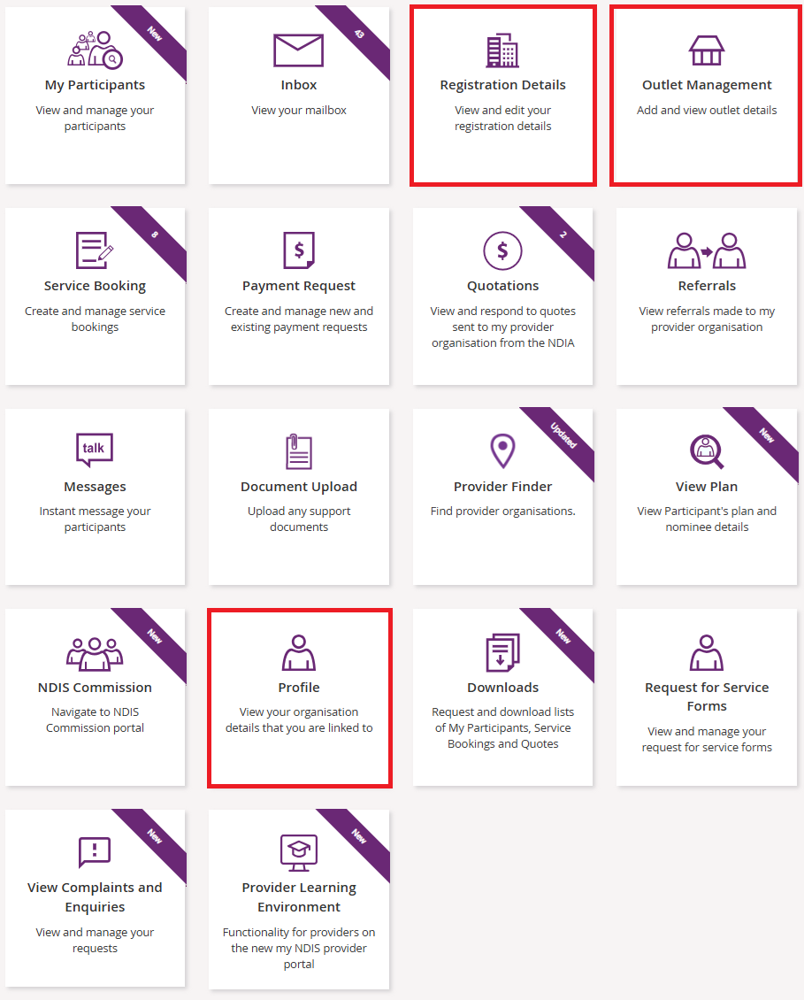 New
My Participants
View and manage your
participants
43
Inbox
View your mailbox
Registration Details
View and edit your
registration details
Outlet Management
Add and view outlet details
8
Service Booking
Create and manage service
bookings
$
Payment Request
Create and manage new and
existing payment requests
2
$
Quotations
View and respond to quotes
sent to my provider
organisation from the NDIA
Referrals
View referrals made to my
provider organisation
talk
Messages
Instant message your
participants
Document Upload
Upload any support
documents
Updated
Provider Finder
Find provider organisations.
New
View Plan
View Participant's plan and
nominee details
New
NDIS Commission
Navigate to NDIS
Commission portal
Profile
View your organisation
details that you are linked to
New
Downloads
Request and download lists
of My Participants, Service
Bookings and Quotes
Request for Service
Forms
View and manage your
request for service forms
New
View Complaints and
Enquiries
View and manage your
requests
New
Provider Learning
Environment
Functionality for providers on
the new my NDIS provider
portal